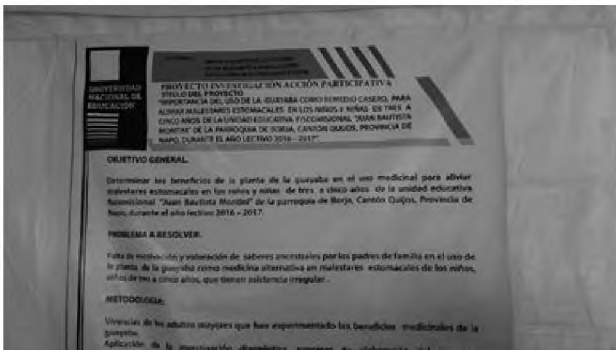 UNIVERSIDAD
NACIONAL DE
EDUCACIÓN
PROYECTO INVESTIGACIÓN ACCIÓN PARTICIPATIVA
TÍTULO DEL PROYECTO
"IMPORTANCIA DEL USO DE LA GUAYABA COMO REMEDIO CASERO, PARA
ALIVIAR MALESTARES ESTOMACALES EN LOS NIÑOS Y NIÑAS DE TRES A
CINCO AÑOS DE LA UNIDAD EDUCATIVA FISCOMISIONAL "JUAN BAUTISTA
MONTINI" DE LA PARROQUIA DE BORJA, CANTÓN QUIJOS, PROVINCIA DE
NAPO, DURANTE EL AÑO LECTIVO 2016 - 2017".
OBJETIVO GENERAL.
Determinar los beneficios de la planta de la guayaba en el uso medicinal para aliviar
malestares estomacales en los niños y niñas de tres a cinco años de la unidad educativa
fiscomisional "Juan Bautista Montini" de la parroquia de Borja, Cantón Quijos, Provincia de
Napo, durante el año lectivo 2016 – 2017.
PROBLEMA A RESOLVER.
Falta de motivación y valoración de saberes ancestrales por los padres de familia en el uso de
la planta de la guayaba como medicina alternativa en malestares estomacales de los niños,
niñas de tres a cinco años, que tienen asistencia irregular.
METODOLOGIA:
Vivencias de los adultos mayores que han experimentado los beneficios medicinales de la
guayaba.
Aplicación de la investigación diagnóstica,